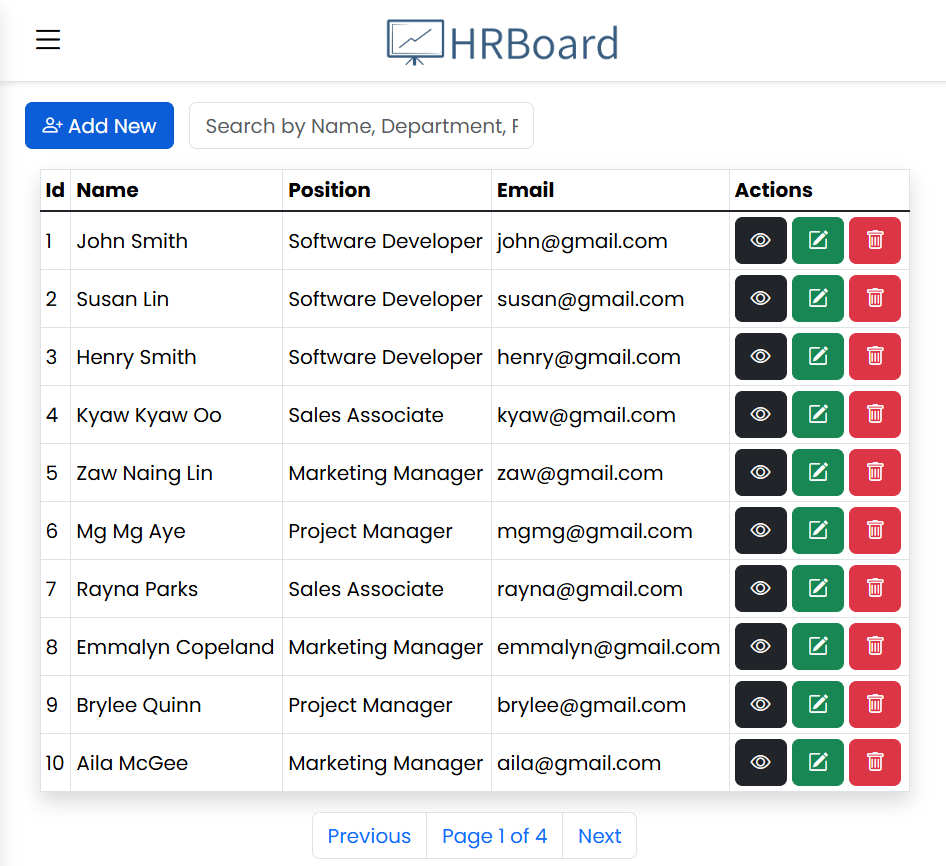 HRBoard
Add New
Search by Name, Department, F
Id Name Position Email Actions
1 John Smith Software Developer john@gmail.com
2 Susan Lin Software Developer susan@gmail.com
3 Henry Smith Software Developer henry@gmail.com
4 Kyaw Kyaw Oo Sales Associate kyaw@gmail.com
5 Zaw Naing Lin Marketing Manager zaw@gmail.com
6 Mg Mg Aye Project Manager mgmg@gmail.com
7 Rayna Parks Sales Associate rayna@gmail.com
8 Emmalyn Copeland Marketing Manager emmalyn@gmail.com
9 Brylee Quinn Project Manager brylee@gmail.com
10 Aila McGee Marketing Manager aila@gmail.com
Previous Page 1 of 4 Next